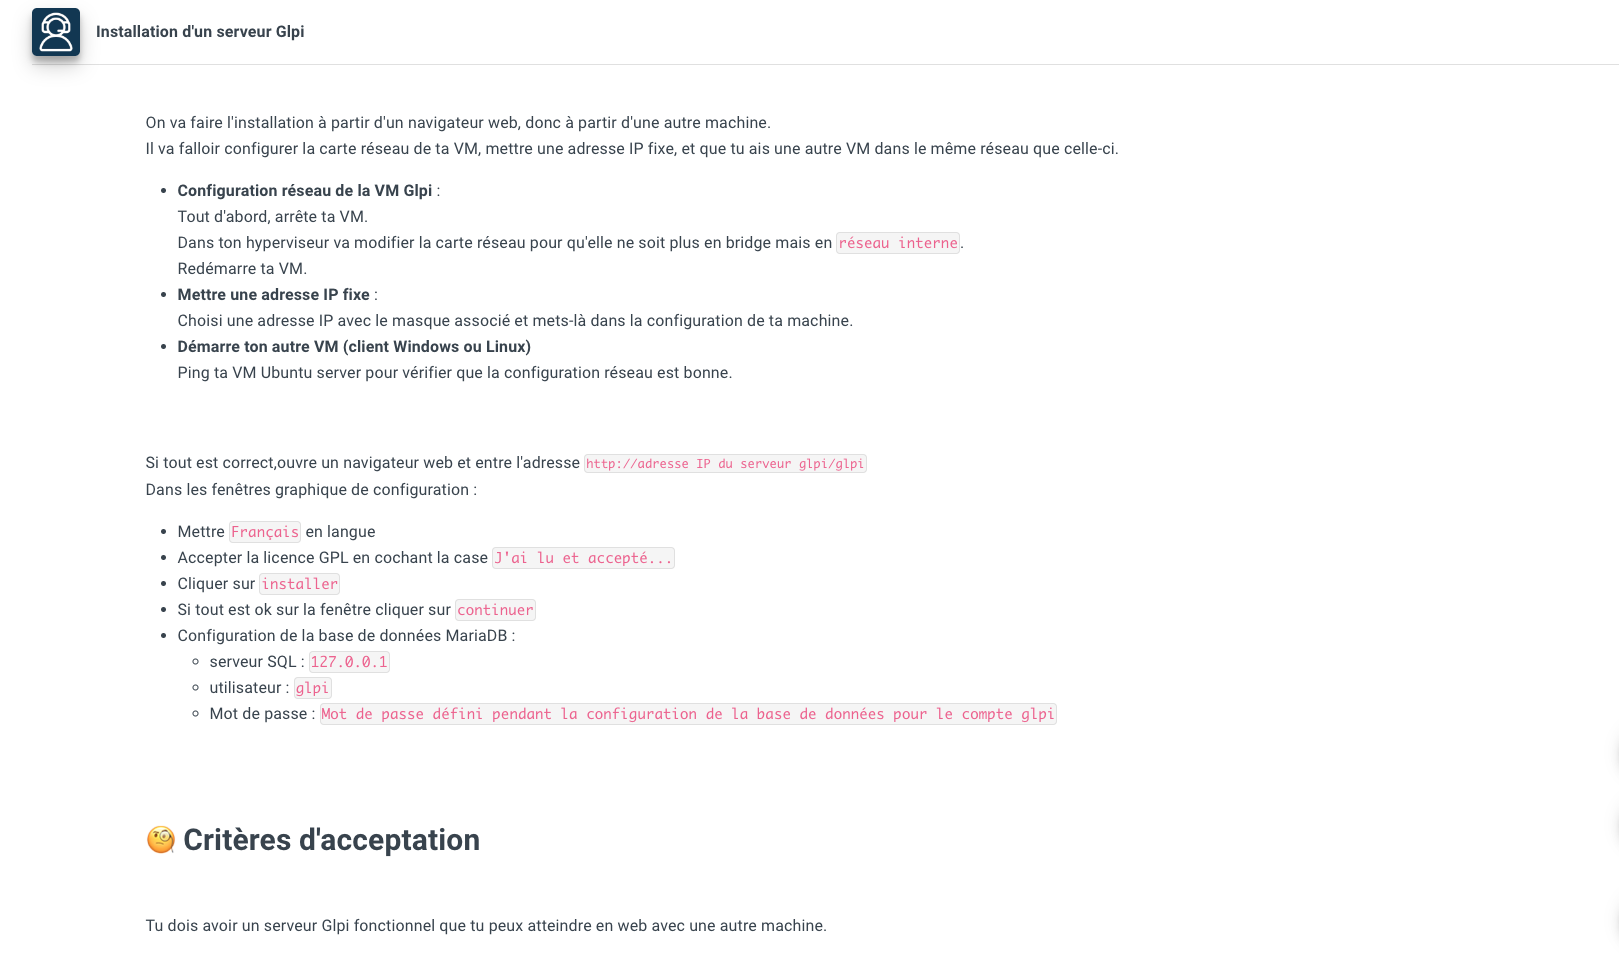 Installation d'un serveur Glpi
On va faire l'installation à partir d'un navigateur web, donc à partir d'une autre machine.
Il va falloir configurer la carte réseau de ta VM, mettre une adresse IP fixe, et que tu ais une autre VM dans le même réseau que celle-ci.
Configuration réseau de la VM Glpi :
Tout d'abord, arrête ta VM.
Dans ton hyperviseur va modifier la carte réseau pour qu'elle ne soit plus en bridge mais en réseau interne.
Redémarre ta VM.
Mettre une adresse IP fixe :
Choisi une adresse IP avec le masque associé et mets-là dans la configuration de ta machine.
Démarre ton autre VM (client Windows ou Linux)
Ping ta VM Ubuntu server pour vérifier que la configuration réseau est bonne.
Si tout est correct,ouvre un navigateur web et entre l'adresse http://adresse IP du serveur glpi/glpi
Dans les fenêtres graphique de configuration :
Mettre Français en langue
Accepter la licence GPL en cochant la case J'ai lu et accepté...
Cliquer sur installer
Si tout est ok sur la fenêtre cliquer sur continuer
Configuration de la base de données MariaDB :
serveur SQL : 127.0.0.1
utilisateur : glpi
Mot de passe : Mot de passe défini pendant la configuration de la base de données pour le compte glpi
Critères d'acceptation
Tu dois avoir un serveur Glpi fonctionnel que tu peux atteindre en web avec une autre machine.